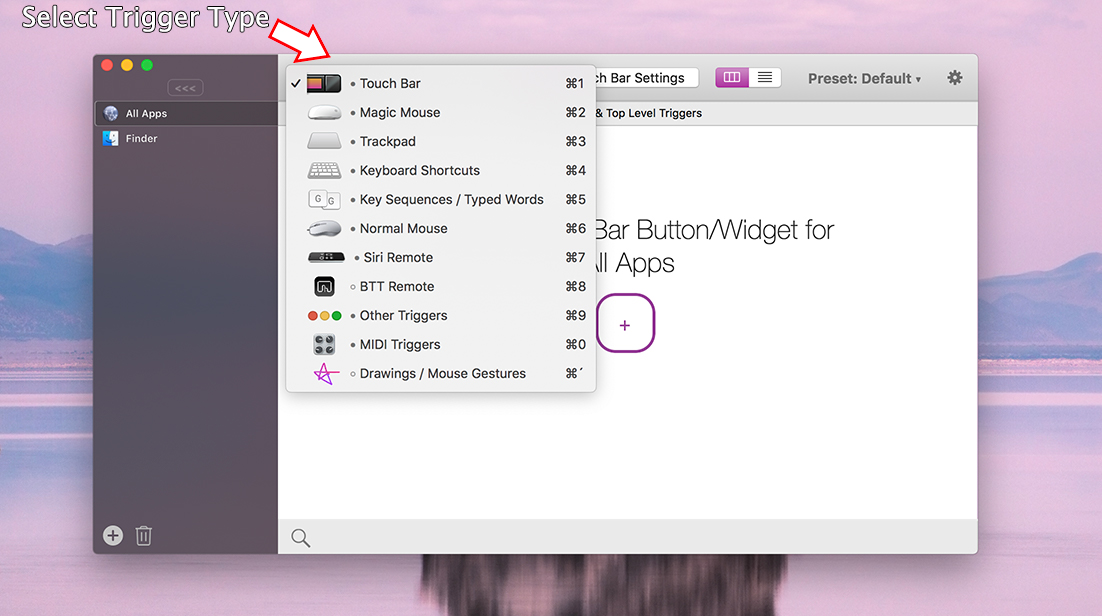 Select Trigger Type
<<<
All Apps
Finder
✓ • Touch Bar ⌘1
• Magic Mouse ⌘2
• Trackpad ⌘3
• Keyboard Shortcuts ⌘4
G G • Key Sequences / Typed Words ⌘5
• Normal Mouse ⌘6
• Siri Remote ⌘7
◦ BTT Remote ⌘8
• Other Triggers ⌘9
• MIDI Triggers ⌘0
◦ Drawings / Mouse Gestures ⌘´
ch Bar Settings
Preset: Default ▾
& Top Level Triggers
Bar Button/Widget for
All Apps
+